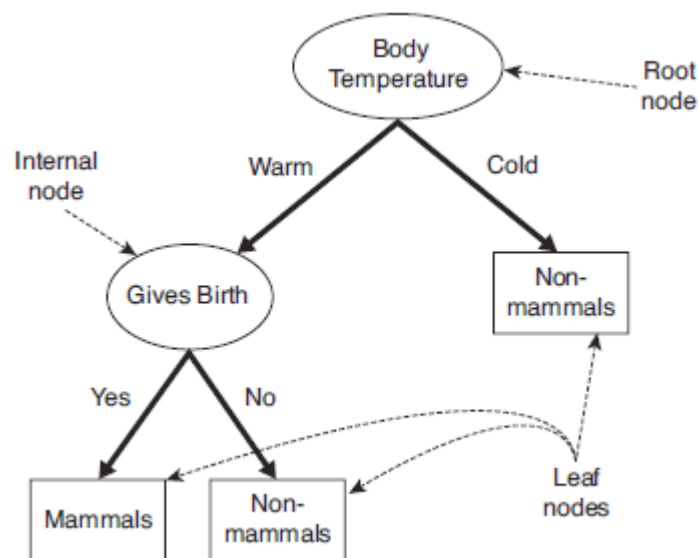 Body
Temperature
Root
node
Internal
node
Warm
Cold
Gives Birth
Non-
mammals
Yes
No
Mammals
Non-
mammals
Leaf
nodes